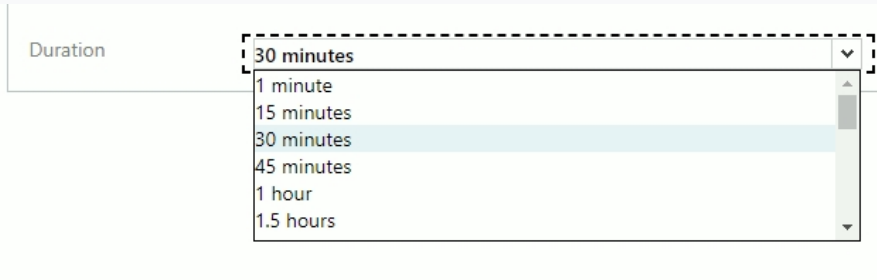 Duration
30 minutes
1 minute
15 minutes
30 minutes
45 minutes
1 hour
1.5 hours